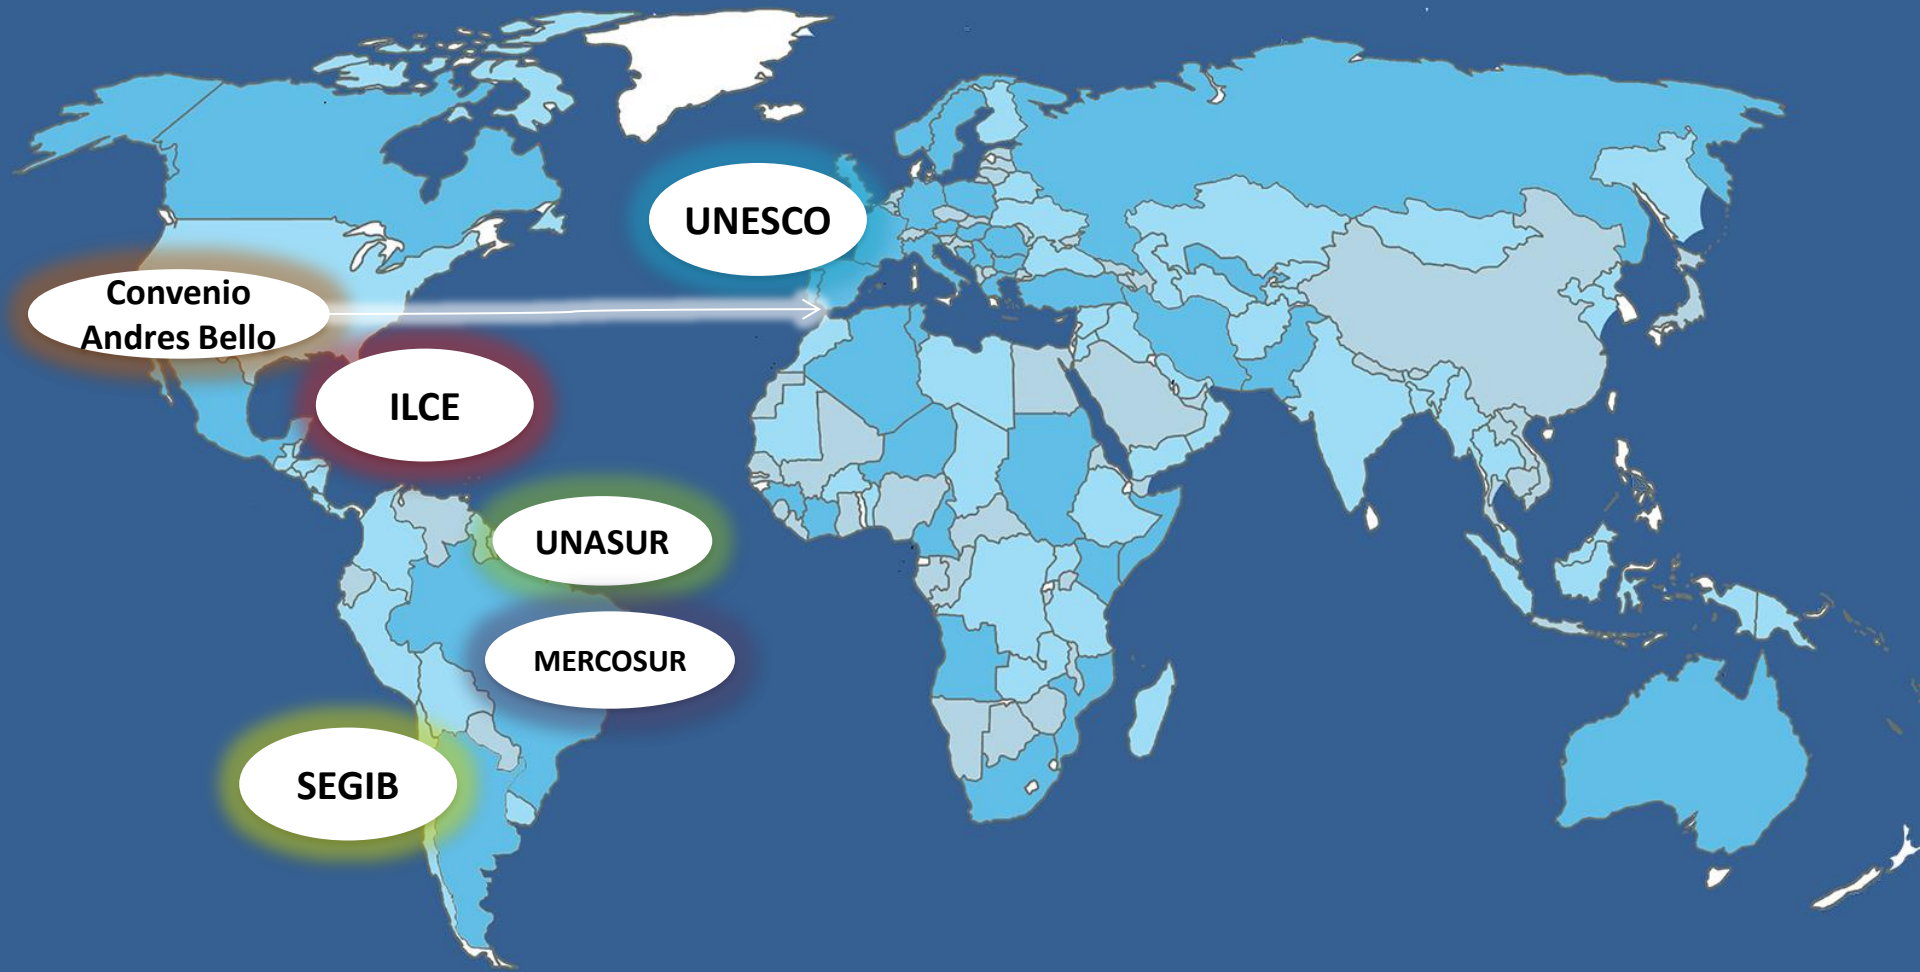 UNESCO
Convenio
Andres Bello
ILCE
UNASUR
MERCOSUR
SEGIB